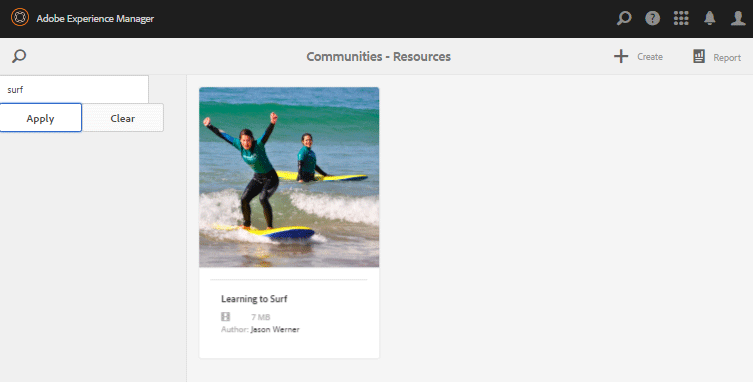 Adobe Experience Manager
Communities - Resources
Create
Report
surf
Apply
Clear
Learning to Surf
7 MB
Author: Jason Werner